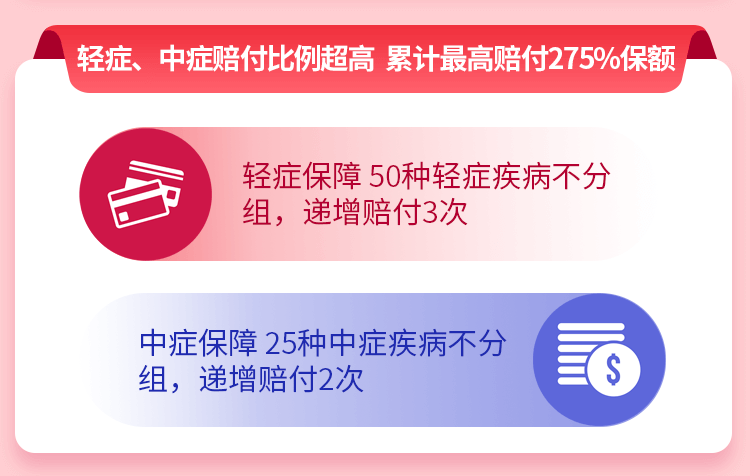 轻症、中症赔付比例超高 累计最高赔付275%保额
轻症保障 50种轻症疾病不分
组，递增赔付3次
中症保障 25种中症疾病不分
组，递增赔付2次
$